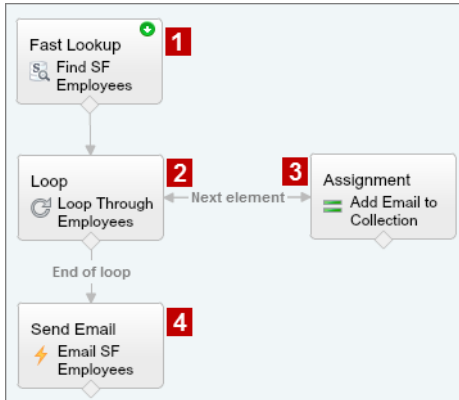 Fast Lookup
1
Find SF
Employees
Loop
2
Loop Through
Employees
Next element
3
Assignment
Add Email to
Collection
End of loop
Send Email
4
Email SF
Employees